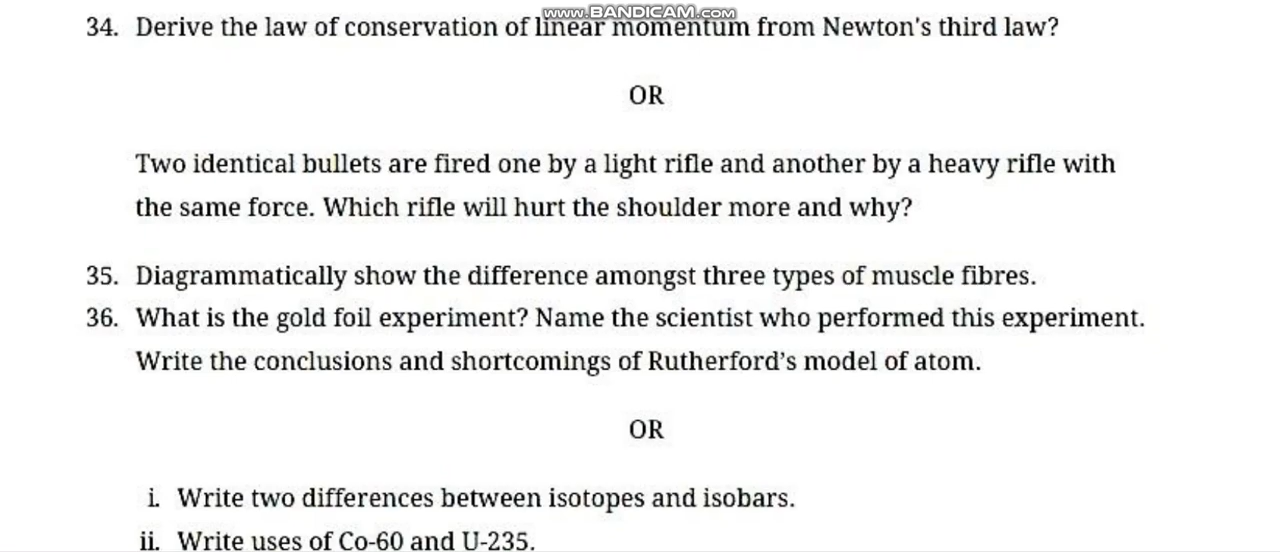 www.BANDICAM.com
34. Derive the law of conservation of linear momentum from Newton's third law?
OR
Two identical bullets are fired one by a light rifle and another by a heavy rifle with
the same force. Which rifle will hurt the shoulder more and why?
35. Diagrammatically show the difference amongst three types of muscle fibres.
36. What is the gold foil experiment? Name the scientist who performed this experiment.
Write the conclusions and shortcomings of Rutherford’s model of atom.
OR
i. Write two differences between isotopes and isobars.
ii. Write uses of Co-60 and U-235.